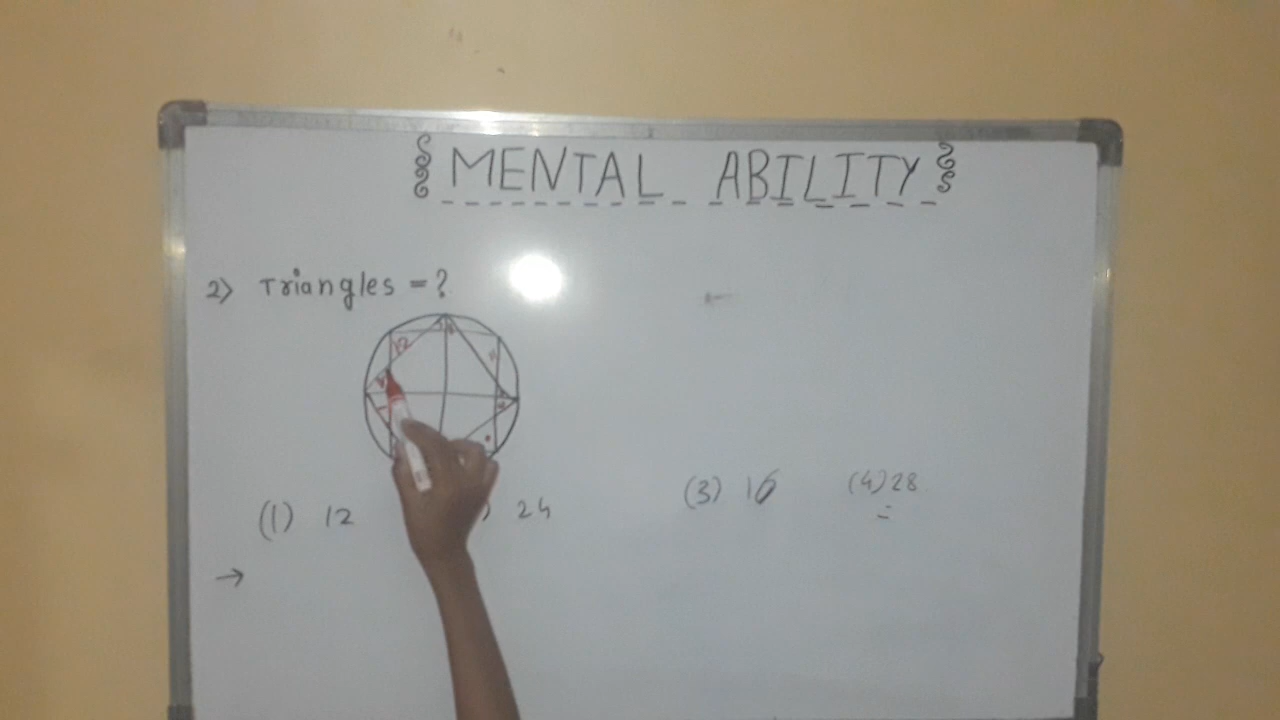 MENTAL ABILITY
2) Triangles = ?
(1) 12 ) 24 (3) 16 (4) 28
→